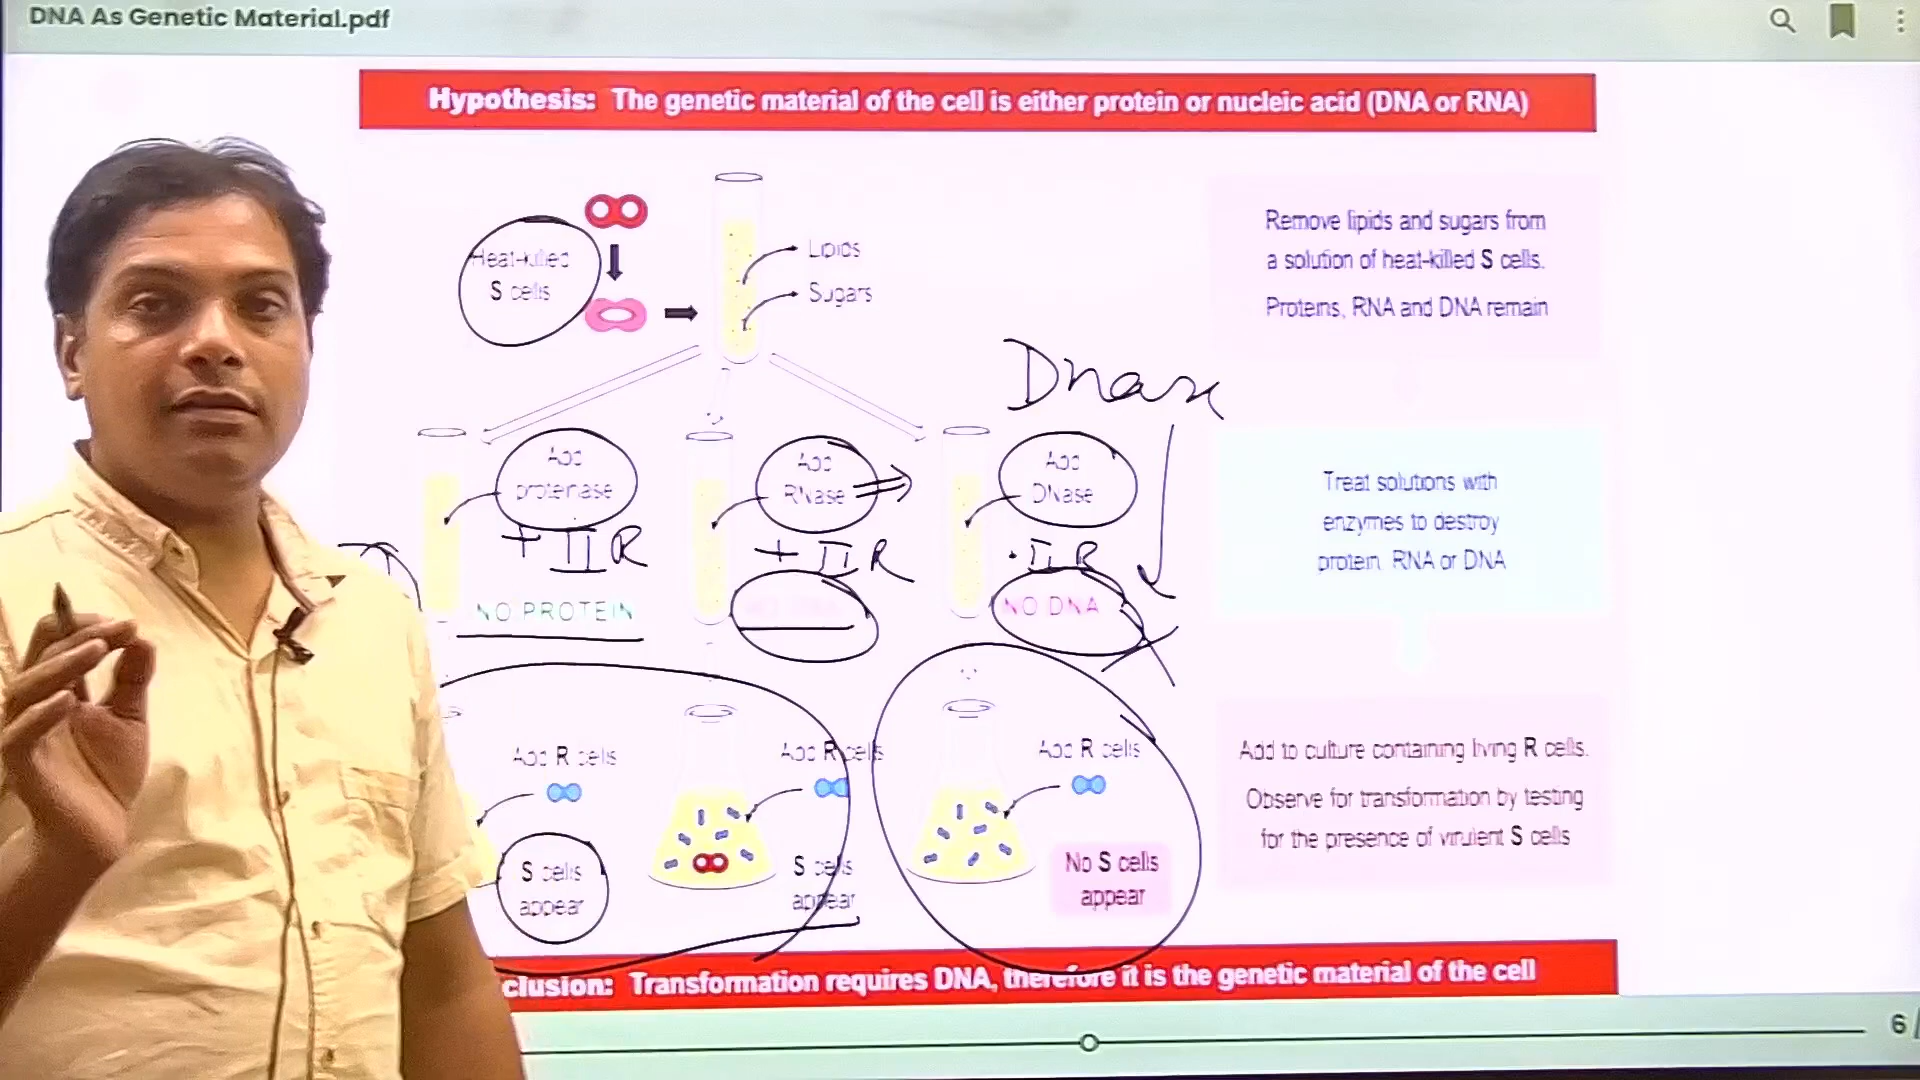 DNA As Genetic Material.pdf
Hypothesis: The genetic material of the cell is either protein or nucleic acid (DNA or RNA)
Heat-killed
S cells
Lipids
Sugars
Remove lipids and sugars from
a solution of heat-killed S cells.
Proteins, RNA and DNA remain
Dnase
Add
proteinase
Add
RNase
Add
DNase
Treat solutions with
enzymes to destroy
protein, RNA or DNA
+ II R
+ II R
II R
NO PROTEIN
NO DNA
Add R cells
Add R cells
Add R cells
S cells
appear
S cells
appear
No S cells
appear
Add to culture containing living R cells.
Observe for transformation by testing
for the presence of virulent S cells
clusion: Transformation requires DNA, therefore it is the genetic material of the cell
6